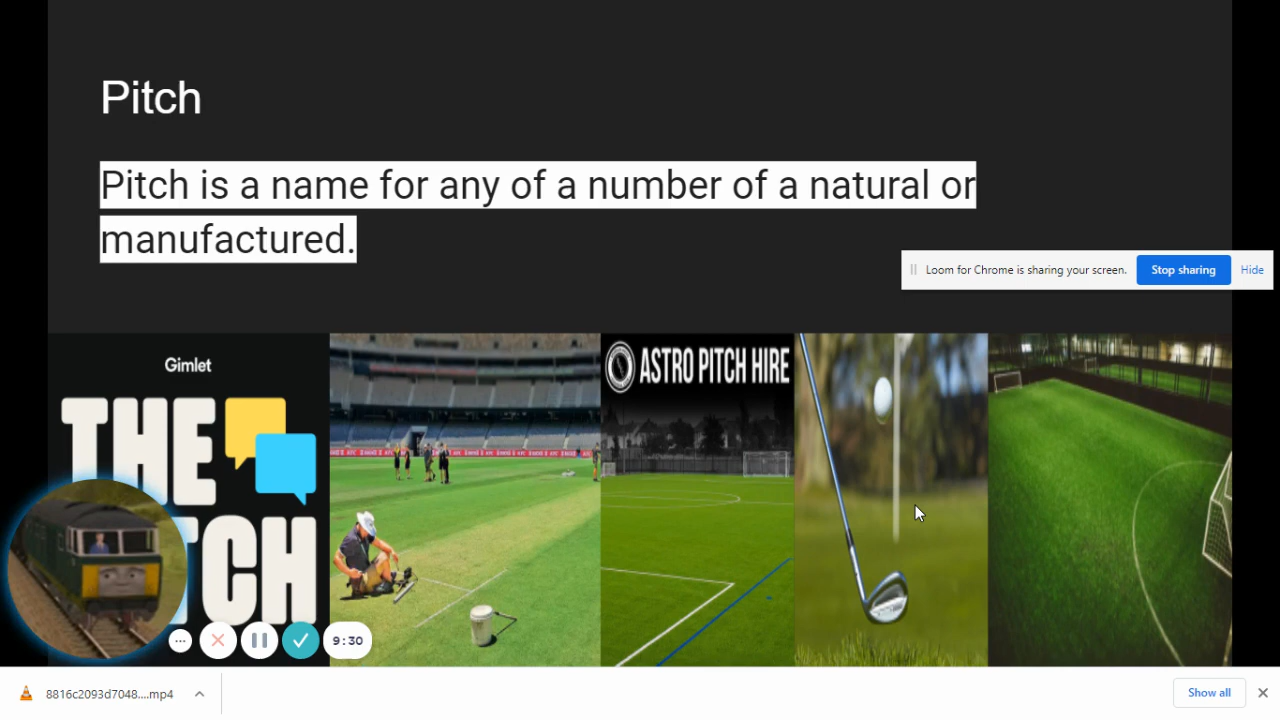 Pitch
Pitch is a name for any of a number of a natural or
manufactured.
Loom for Chrome is sharing your screen.
Stop sharing
Hide
Gimlet
THE
TCH
ASTRO PITCH HIRE
9:30
8816c2093d7048....mp4
Show all